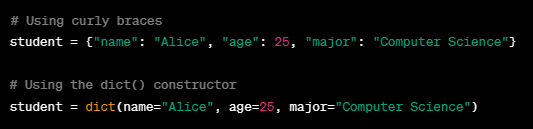 # Using curly braces
student = {"name": "Alice", "age": 25, "major": "Computer Science"}
# Using the dict() constructor
student = dict(name="Alice", age=25, major="Computer Science")